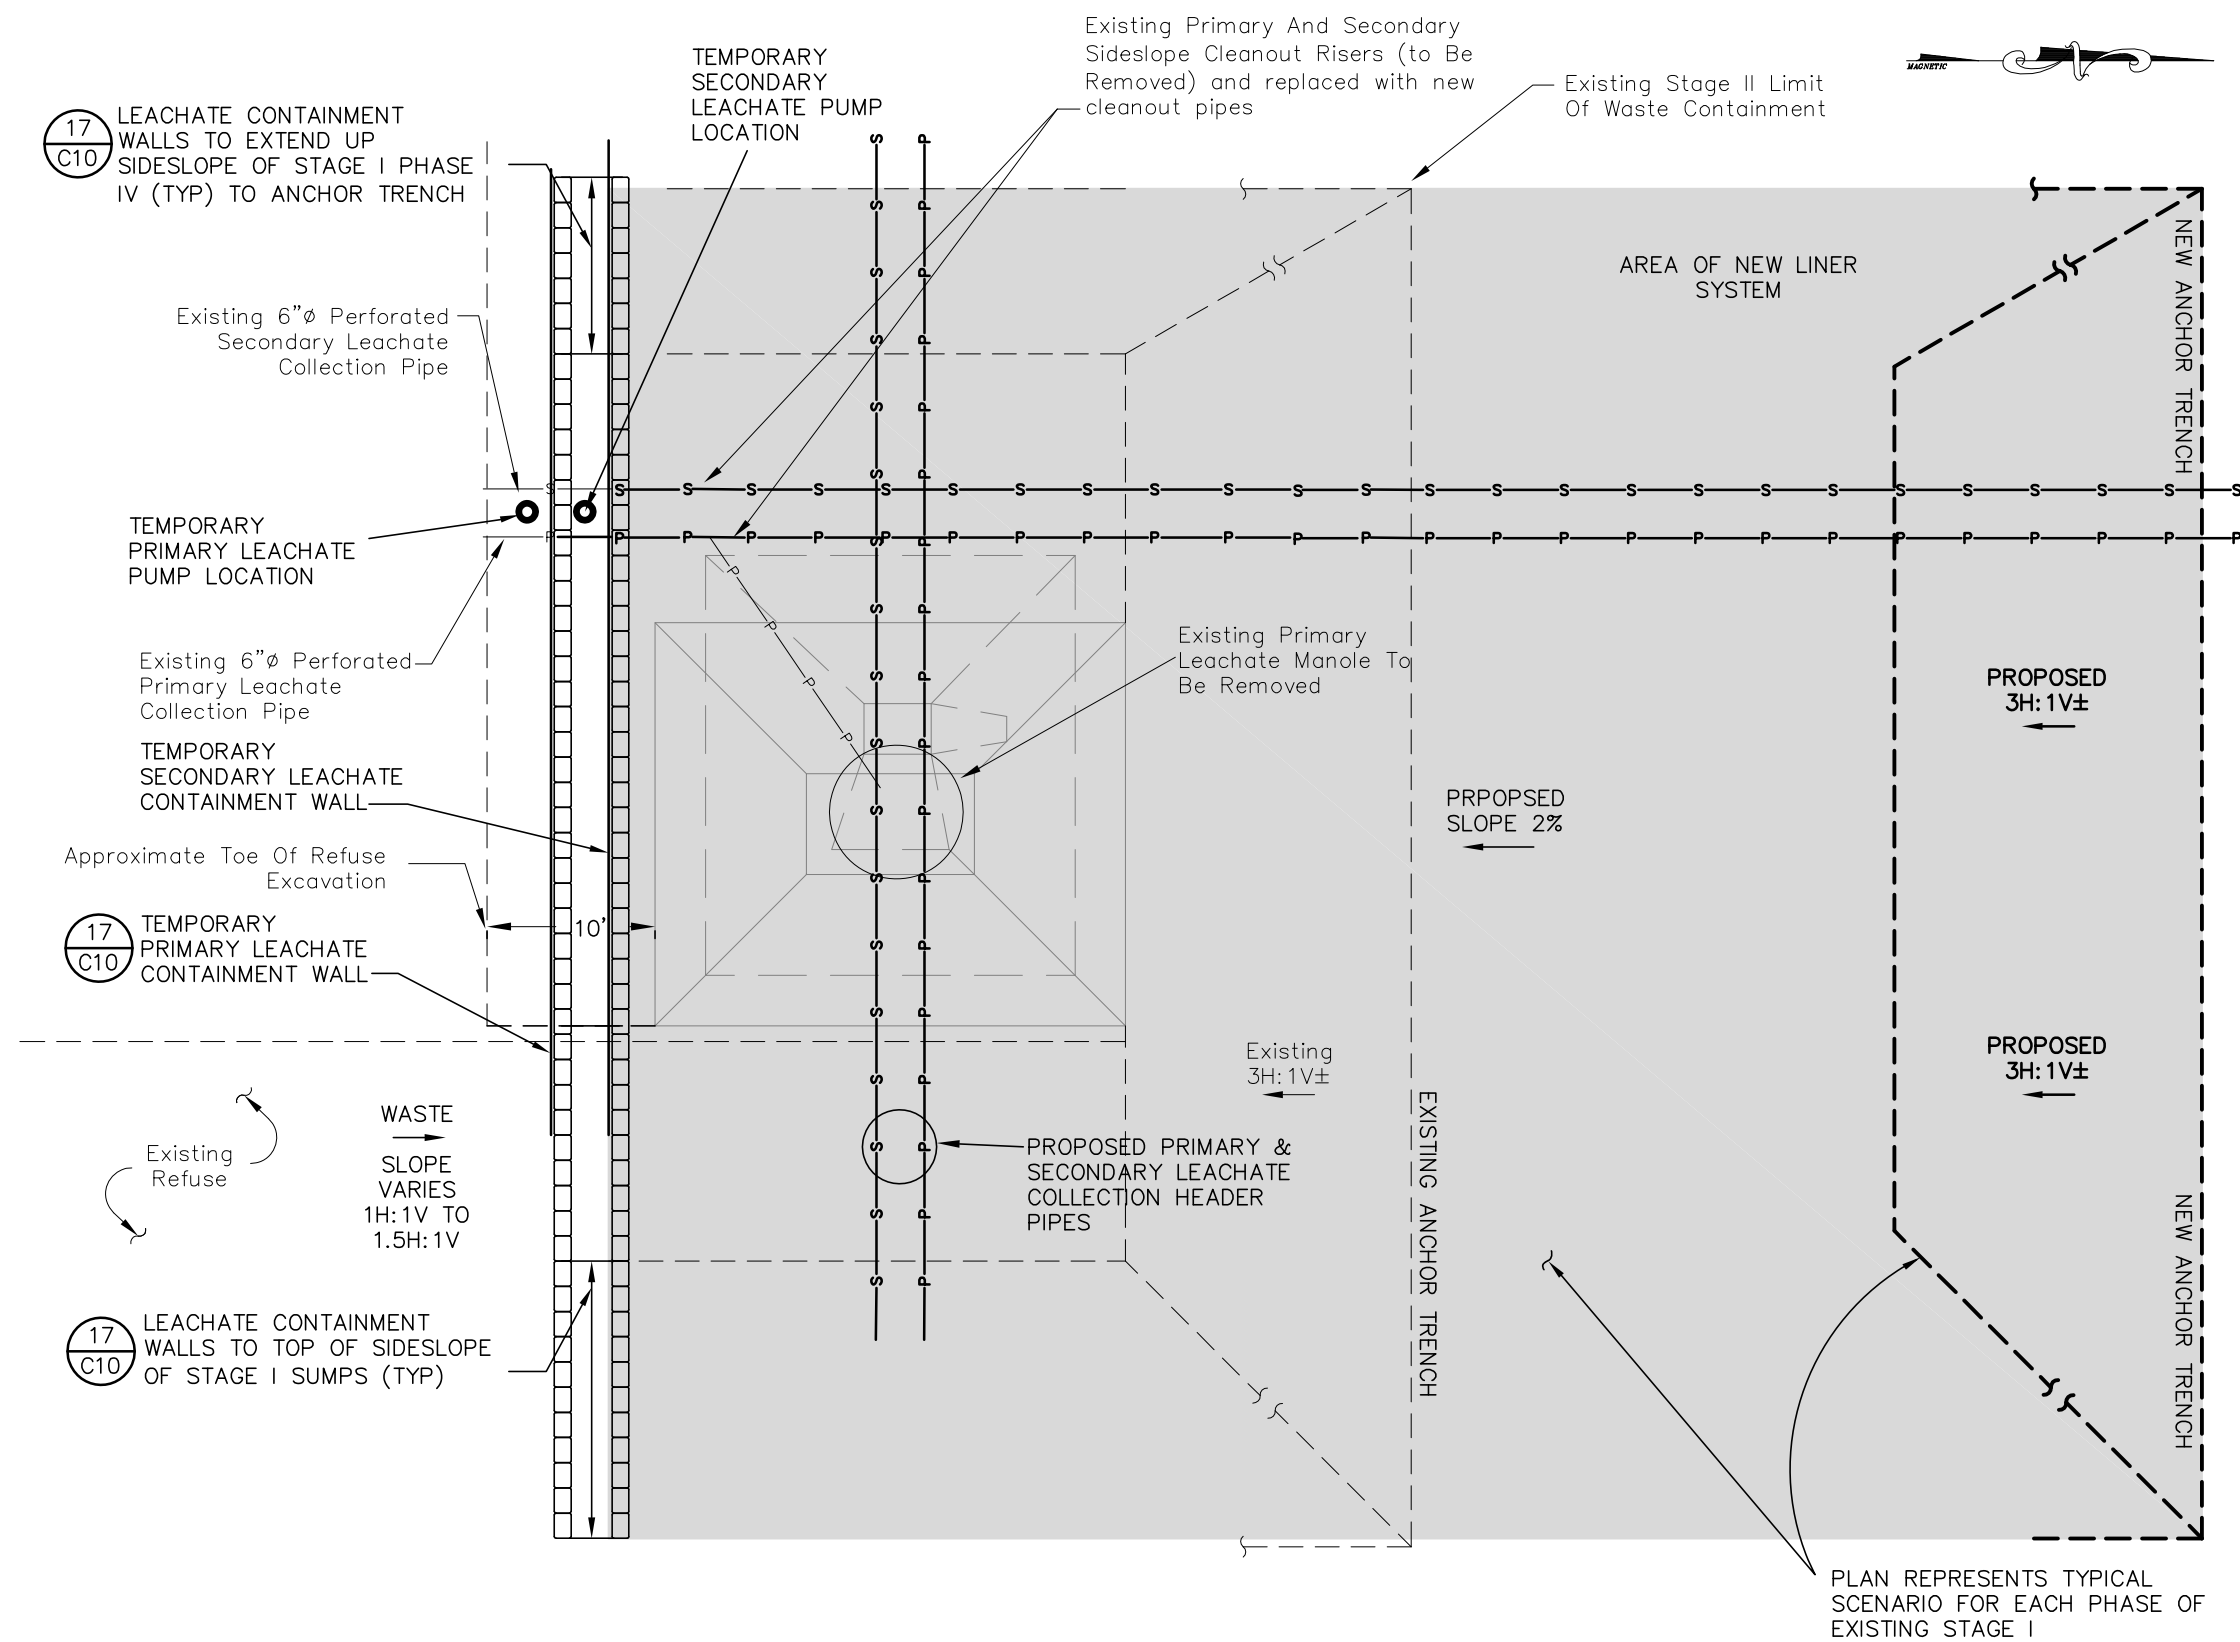 Existing Primary And Secondary
Sideslope Cleanout Risers (to Be
Removed) and replaced with new
cleanout pipes
MAGNETIC
TEMPORARY
SECONDARY
LEACHATE PUMP
LOCATION
Existing Stage II Limit
Of Waste Containment
17
C10
LEACHATE CONTAINMENT
WALLS TO EXTEND UP
SIDESLOPE OF STAGE I PHASE
IV (TYP) TO ANCHOR TRENCH
AREA OF NEW LINER
SYSTEM
NEW ANCHOR TRENCH
Existing 6"ø Perforated
Secondary Leachate
Collection Pipe
TEMPORARY
PRIMARY LEACHATE
PUMP LOCATION
Existing 6"ø Perforated
Primary Leachate
Collection Pipe
Existing Primary
Leachate Manole To
Be Removed
PROPOSED
3H:1V±
TEMPORARY
SECONDARY LEACHATE
CONTAINMENT WALL
PRPOPSED
SLOPE 2%
Approximate Toe Of Refuse
Excavation
10'
17
C10
TEMPORARY
PRIMARY LEACHATE
CONTAINMENT WALL
Existing
3H:1V±
PROPOSED
3H:1V±
WASTE
SLOPE
VARIES
1H:1V TO
1.5H:1V
Existing
Refuse
PROPOSED PRIMARY &
SECONDARY LEACHATE
COLLECTION HEADER
PIPES
EXISTING ANCHOR TRENCH
NEW ANCHOR TRENCH
17
C10
LEACHATE CONTAINMENT
WALLS TO TOP OF SIDESLOPE
OF STAGE I SUMPS (TYP)
PLAN REPRESENTS TYPICAL
SCENARIO FOR EACH PHASE OF
EXISTING STAGE I
S S S S S S S S S S S S S S S S S S
P P P P P P P P P P P P P P P P P P
S S S S S S S S S S S S S S S S S S S S S S S S S S
P P P P P P P P P P P P P P P P P P P P P P P P P P
P P P P